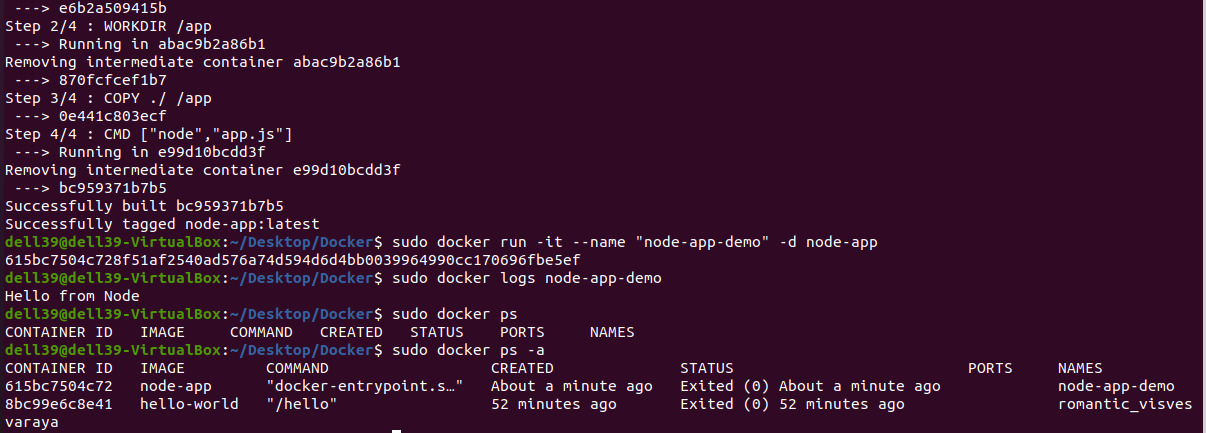 ---> e6b2a509415b
Step 2/4 : WORKDIR /app
---> Running in abac9b2a86b1
Removing intermediate container abac9b2a86b1
---> 870fcfcef1b7
Step 3/4 : COPY ./ /app
---> 0e441c803ecf
Step 4/4 : CMD ["node","app.js"]
---> Running in e99d10bcdd3f
Removing intermediate container e99d10bcdd3f
---> bc959371b7b5
Successfully built bc959371b7b5
Successfully tagged node-app:latest
dell39@dell39-VirtualBox:~/Desktop/Docker$ sudo docker run -it --name "node-app-demo" -d node-app
615bc7504c728f51af2540ad576a74d594d6d4bb0039964990cc170696fbe5ef
dell39@dell39-VirtualBox:~/Desktop/Docker$ sudo docker logs node-app-demo
Hello from Node
dell39@dell39-VirtualBox:~/Desktop/Docker$ sudo docker ps
CONTAINER ID   IMAGE     COMMAND   CREATED   STATUS    PORTS     NAMES
dell39@dell39-VirtualBox:~/Desktop/Docker$ sudo docker ps -a
CONTAINER ID   IMAGE         COMMAND                  CREATED              STATUS                          PORTS     NAMES
615bc7504c72   node-app      "docker-entrypoint.s…"   About a minute ago   Exited (0) About a minute ago             node-app-demo
8bc99e6c8e41   hello-world   "/hello"                 52 minutes ago       Exited (0) 52 minutes ago                 romantic_visves
varaya